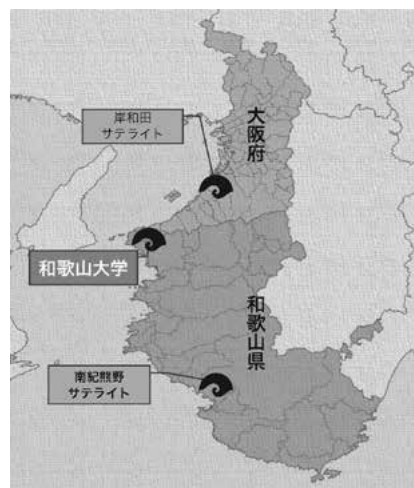 岸和田
サテライト
大阪府
和歌山大学
和歌山県
南紀熊野
サテライト